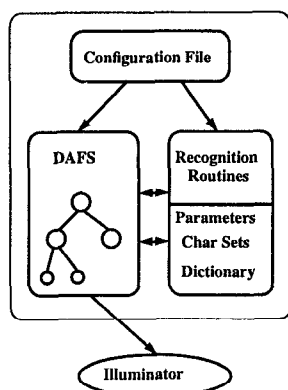 Configuration File
DAFS
Recognition
Routines
Parameters
Char Sets
Dictionary
Illuminator